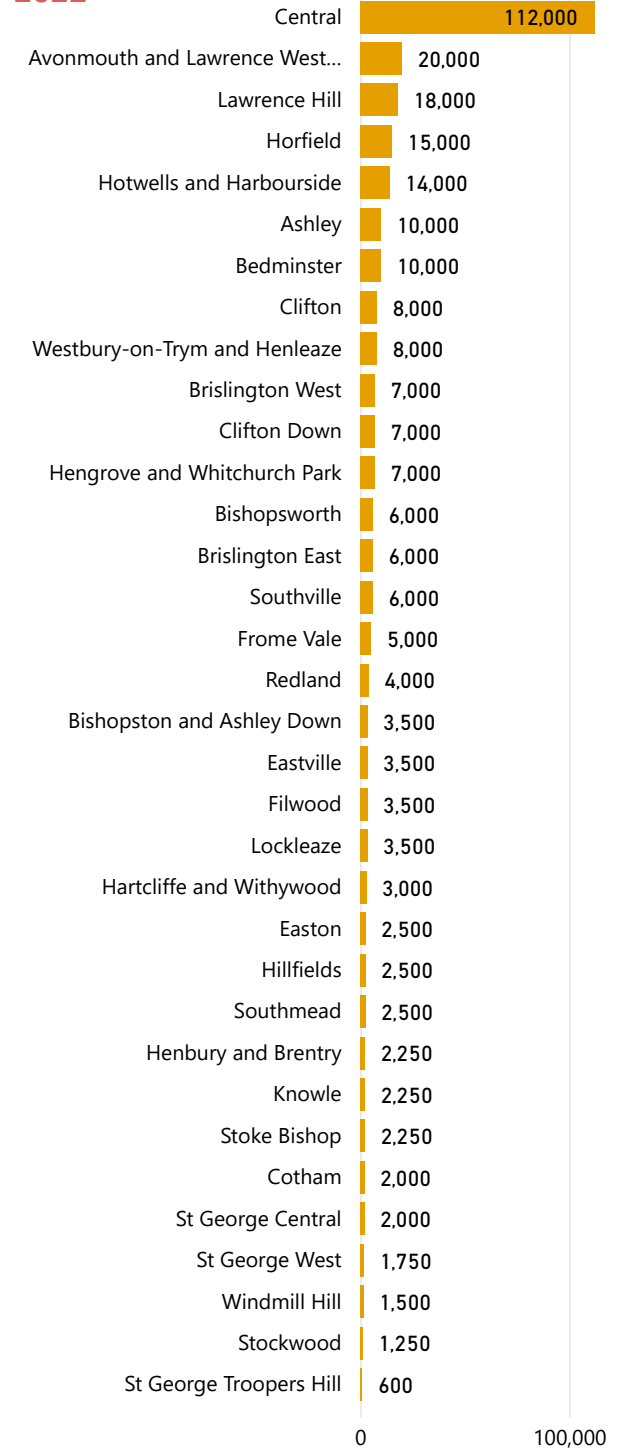 Central 112,000
Avonmouth and Lawrence West... 20,000
Lawrence Hill 18,000
Horfield 15,000
Hotwells and Harbourside 14,000
Ashley 10,000
Bedminster 10,000
Clifton 8,000
Westbury-on-Trym and Henleaze 8,000
Brislington West 7,000
Clifton Down 7,000
Hengrove and Whitchurch Park 7,000
Bishopsworth 6,000
Brislington East 6,000
Southville 6,000
Frome Vale 5,000
Redland 4,000
Bishopston and Ashley Down 3,500
Eastville 3,500
Filwood 3,500
Lockleaze 3,500
Hartcliffe and Withywood 3,000
Easton 2,500
Hillfields 2,500
Southmead 2,500
Henbury and Brentry 2,250
Knowle 2,250
Stoke Bishop 2,250
Cotham 2,000
St George Central 2,000
St George West 1,750
Windmill Hill 1,500
Stockwood 1,250
St George Troopers Hill 600
0 100,000